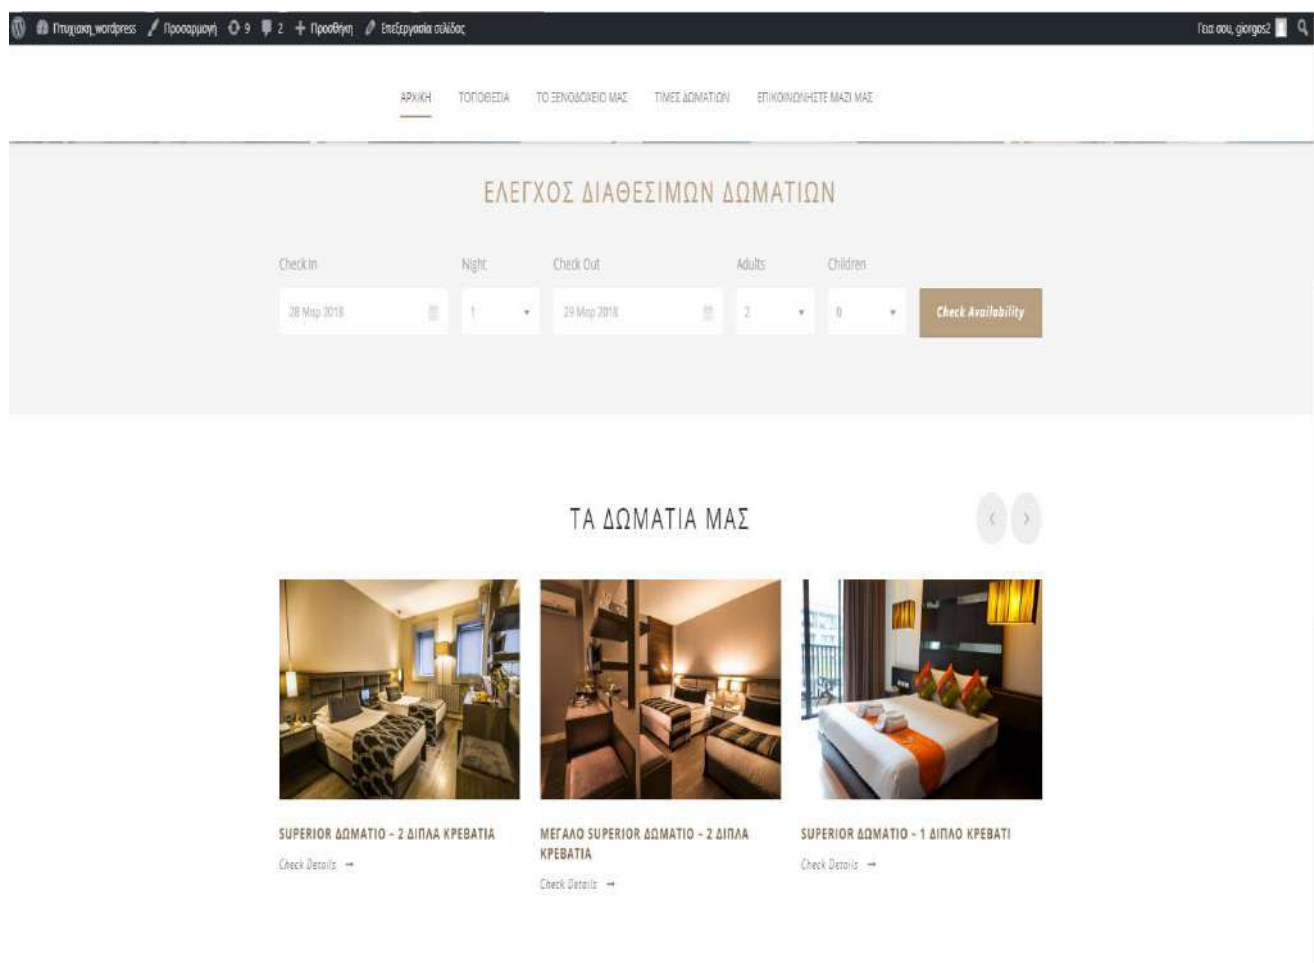 Πτυχιακη_wordpress Προσαρμογή 9 2 + Προσθήκη Επεξεργασία σελίδας Γεια σου, giorgos2
ΑΡΧΙΚΗ ΤΟΠΟΘΕΣΙΑ ΤΟ ΞΕΝΟΔΟΧΕΙΟ ΜΑΣ ΤΙΜΕΣ ΔΩΜΑΤΙΩΝ ΕΠΙΚΟΙΝΩΝΗΣΤΕ ΜΑΖΙ ΜΑΣ
ΕΛΕΓΧΟΣ ΔΙΑΘΕΣΙΜΩΝ ΔΩΜΑΤΙΩΝ
Check In Night Check Out Adults Children
28 Μαρ 2018 1 29 Μαρ 2018 2 0 Check Availability
ΤΑ ΔΩΜΑΤΙΑ ΜΑΣ
SUPERIOR ΔΩΜΑΤΙΟ – 2 ΔΙΠΛΑ ΚΡΕΒΑΤΙΑ
Check Details →
ΜΕΓΑΛΟ SUPERIOR ΔΩΜΑΤΙΟ – 2 ΔΙΠΛΑ
ΚΡΕΒΑΤΙΑ
Check Details →
SUPERIOR ΔΩΜΑΤΙΟ – 1 ΔΙΠΛΟ ΚΡΕΒΑΤΙ
Check Details →